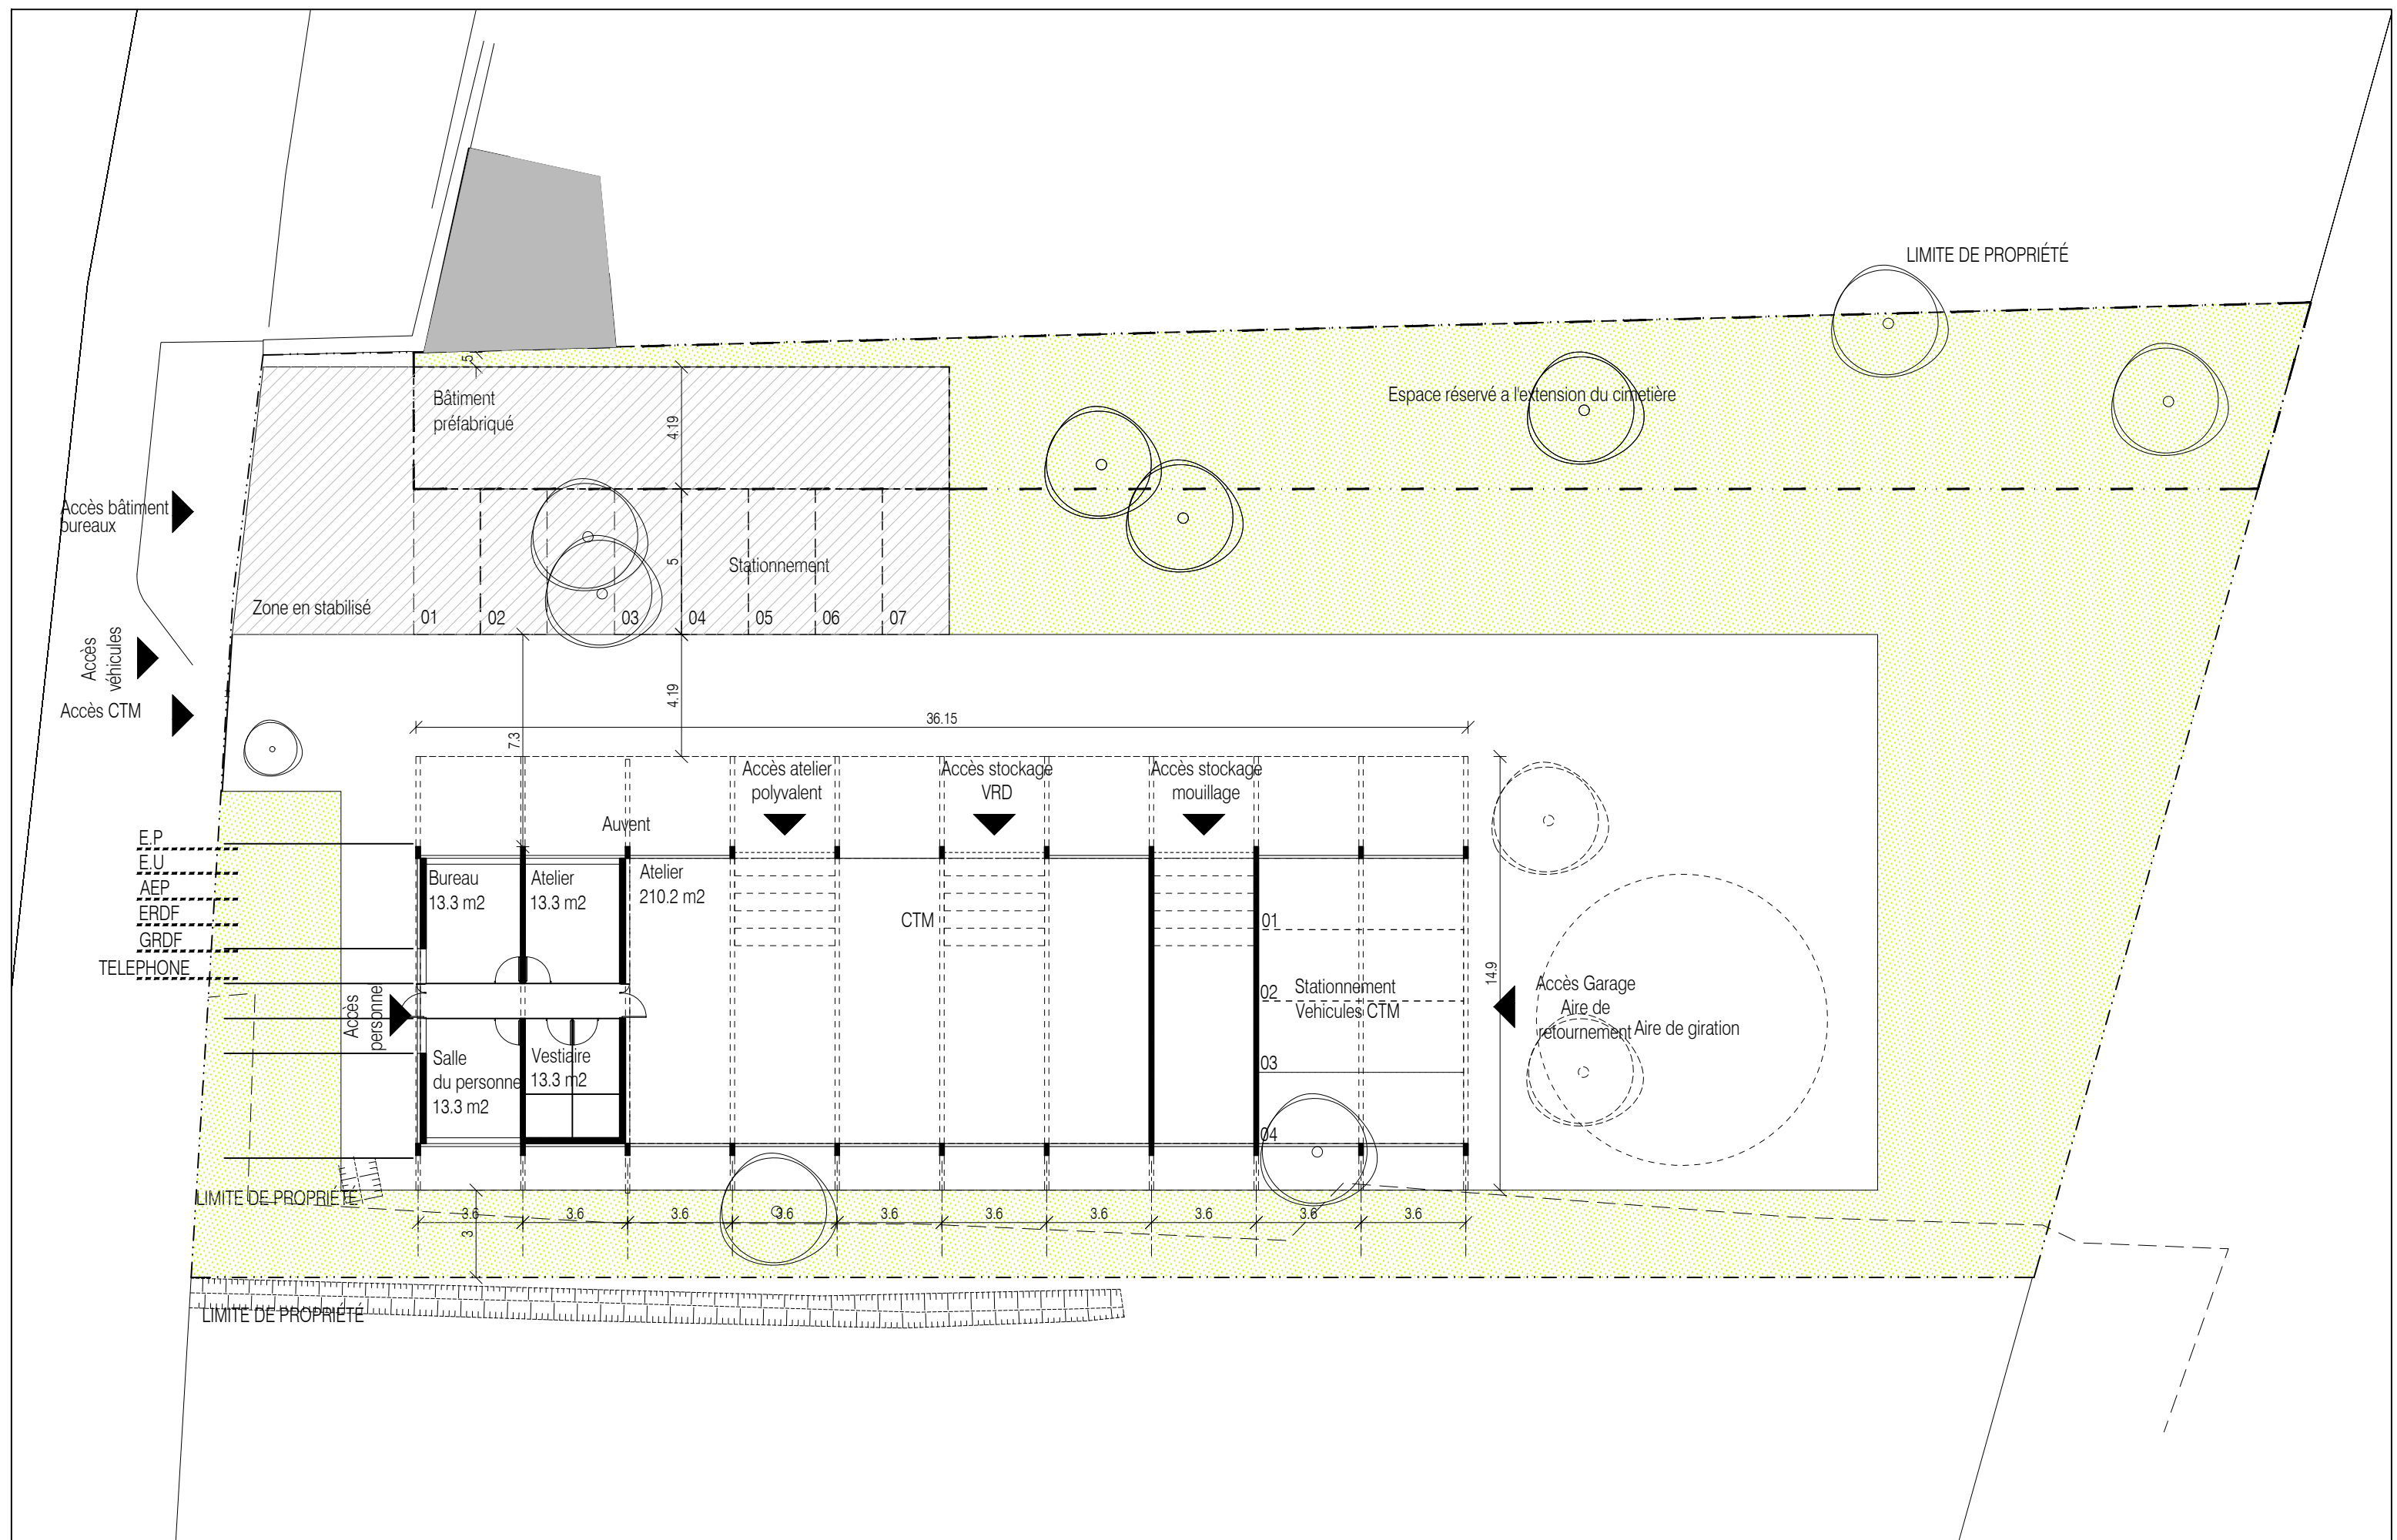 LIMITE DE PROPRIÉTÉ
.5
Bâtiment
préfabriqué
4.19
Espace réservé a l'extension du cimetière
Accès bâtiment
bureaux
Stationnement
5
Zone en stabilisé
01
02
03
04
05
06
07
Accès
véhicules
Accès CTM
4.19
7.3
36.15
Accès atelier
polyvalent
Accès stockage
VRD
Accès stockage
mouillage
Auvent
E.P
E.U
AEP
ERDF
GRDF
TELEPHONE
Bureau
13.3 m2
Atelier
13.3 m2
Atelier
210.2 m2
CTM
01
02
03
04
Stationnement
Vehicules CTM
14.9
Accès Garage
Aire de
retournement
Aire de giration
Accès
personnel
Salle
du personnel
13.3 m2
Vestiaire
13.3 m2
LIMITE DE PROPRIÉTÉ
3.6
3.6
3.6
3.6
3.6
3.6
3.6
3.6
3.6
3.6
3
LIMITE DE PROPRIÉTÉ